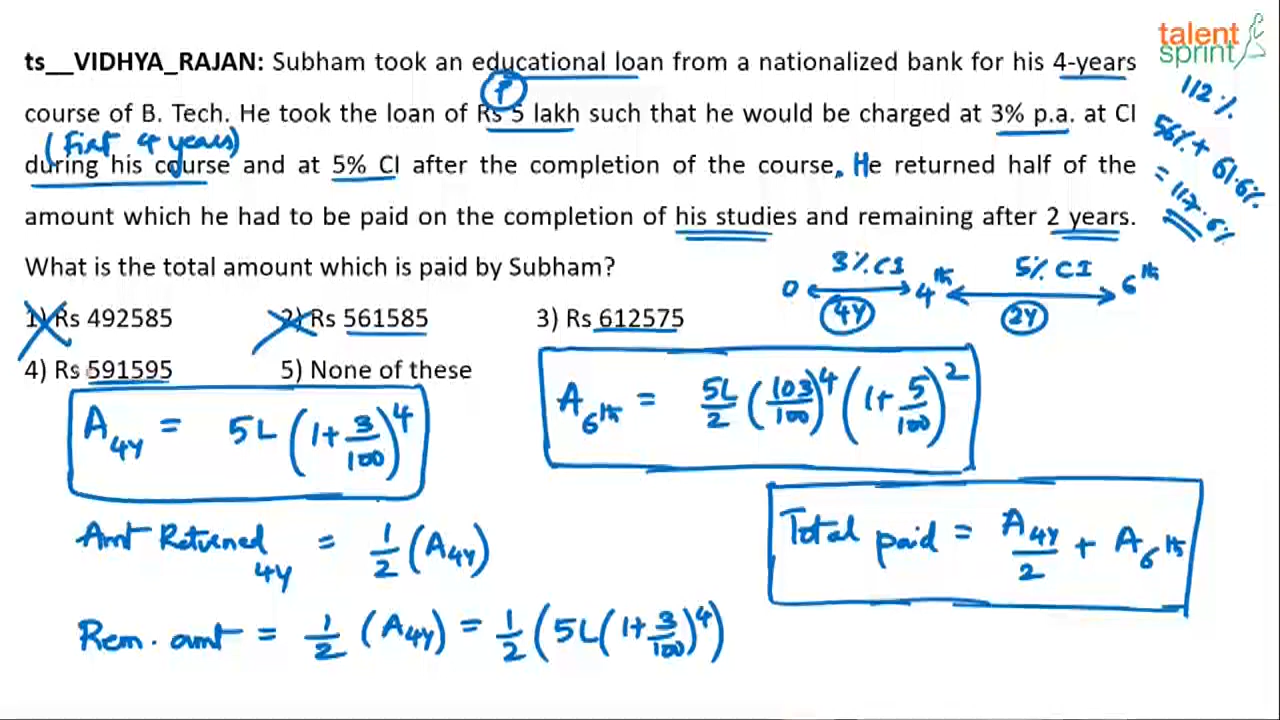 talent
sprint
ts__VIDHYA_RAJAN: Subham took an educational loan from a nationalized bank for his 4-years
P
112%
course of B. Tech. He took the loan of Rs 5 lakh such that he would be charged at 3% p.a. at CI
(First 4 years)
56% + 61.6%
during his course and at 5% CI after the completion of the course. He returned half of the
= 117.6%
amount which he had to be paid on the completion of his studies and remaining after 2 years.
What is the total amount which is paid by Subham?
3% CI 5% CI
0 4th 6th
4Y 2Y
1) Rs 492585 2) Rs 561585 3) Rs 612575
4) Rs 591595 5) None of these
A4Y = 5L (1+3/100)^4
A6th = 5L/2 (103/100)^4 (1+5/100)^2
Total paid = A4Y/2 + A6th
Amt Returned 4Y = 1/2 (A4Y)
Rem. amt = 1/2 (A4Y) = 1/2 (5L(1+3/100)^4)